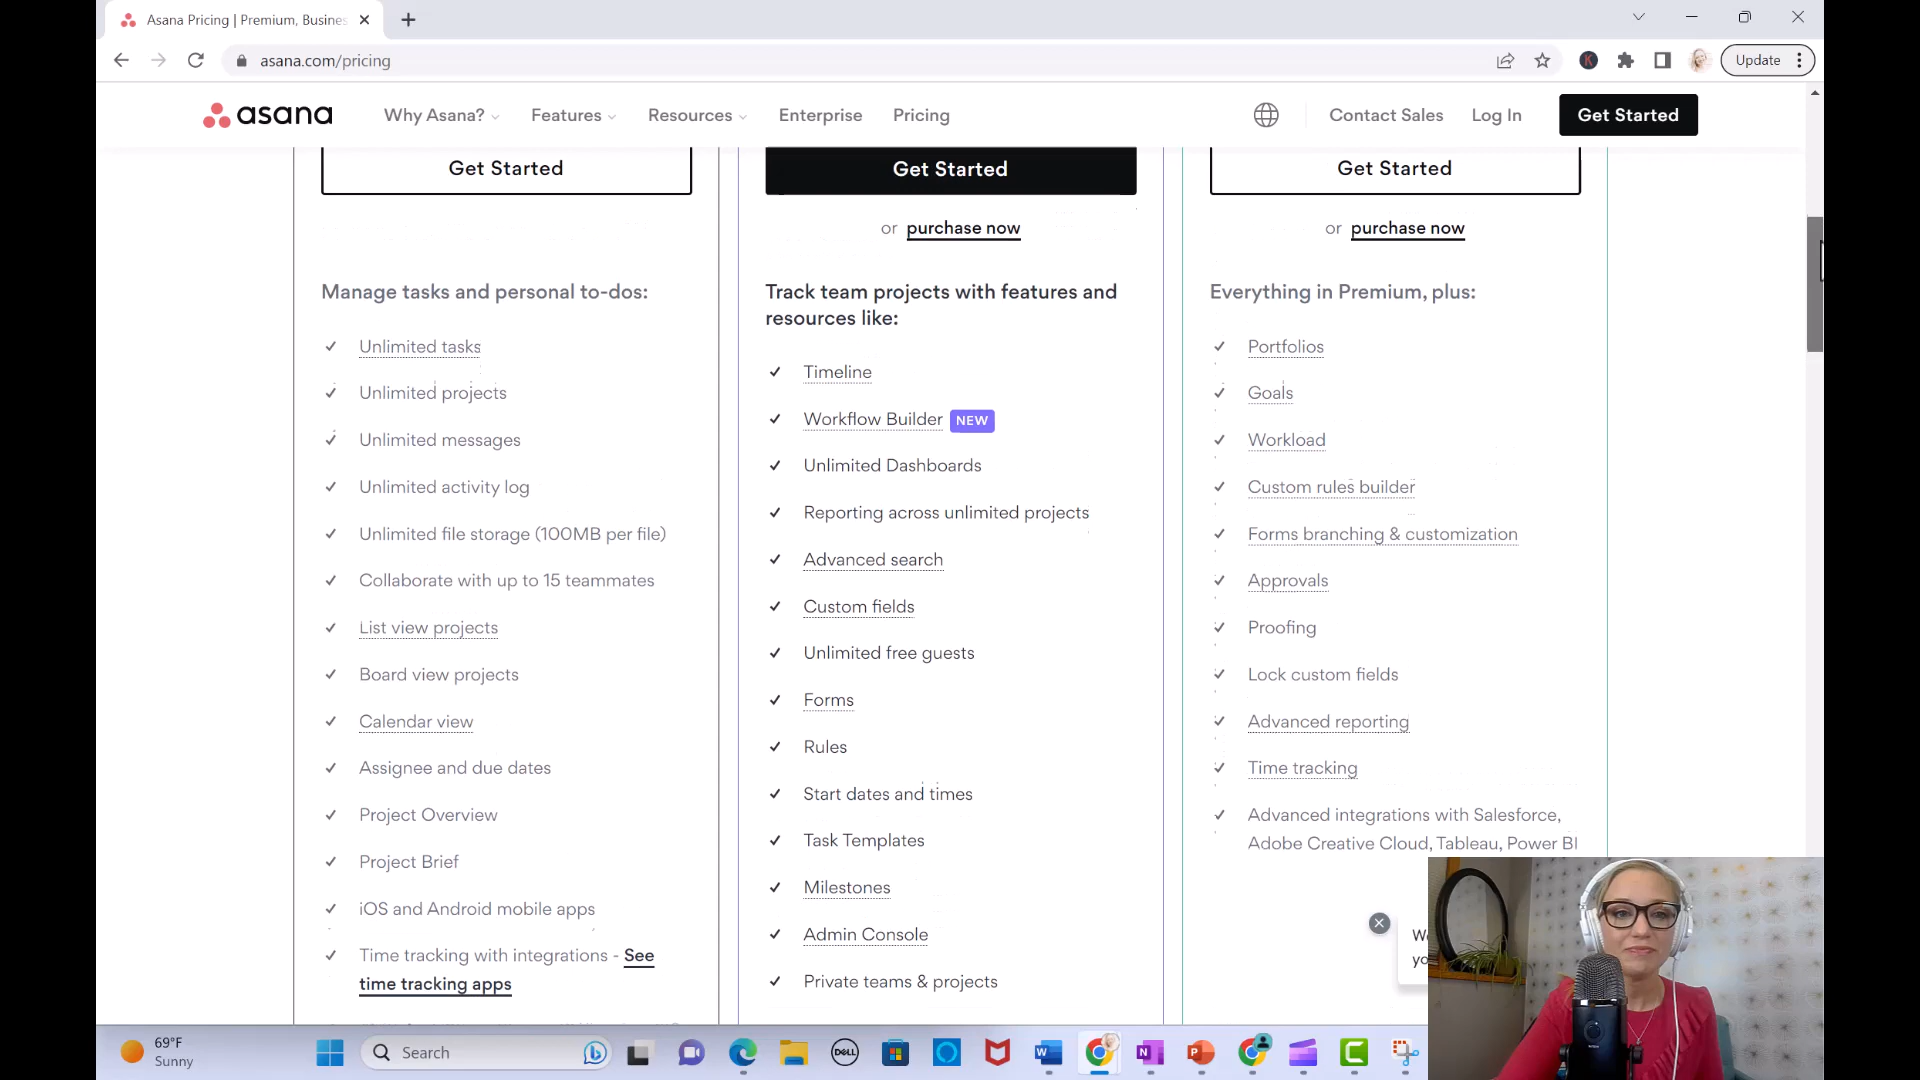 Asana Pricing | Premium, Busines
asana.com/pricing
Update
asana
Why Asana?
Features
Resources
Enterprise
Pricing
Contact Sales
Log In
Get Started
Get Started
Get Started
Get Started
or purchase now
or purchase now
Manage tasks and personal to-dos:
Unlimited tasks
Unlimited projects
Unlimited messages
Unlimited activity log
Unlimited file storage (100MB per file)
Collaborate with up to 15 teammates
List view projects
Board view projects
Calendar view
Assignee and due dates
Project Overview
Project Brief
iOS and Android mobile apps
Time tracking with integrations - See
time tracking apps
Track team projects with features and
resources like:
Timeline
Workflow Builder NEW
Unlimited Dashboards
Reporting across unlimited projects
Advanced search
Custom fields
Unlimited free guests
Forms
Rules
Start dates and times
Task Templates
Milestones
Admin Console
Private teams & projects
Everything in Premium, plus:
Portfolios
Goals
Workload
Custom rules builder
Forms branching & customization
Approvals
Proofing
Lock custom fields
Advanced reporting
Time tracking
Advanced integrations with Salesforce,
Adobe Creative Cloud, Tableau, Power BI
yo
69°F
Sunny
Search
DELL